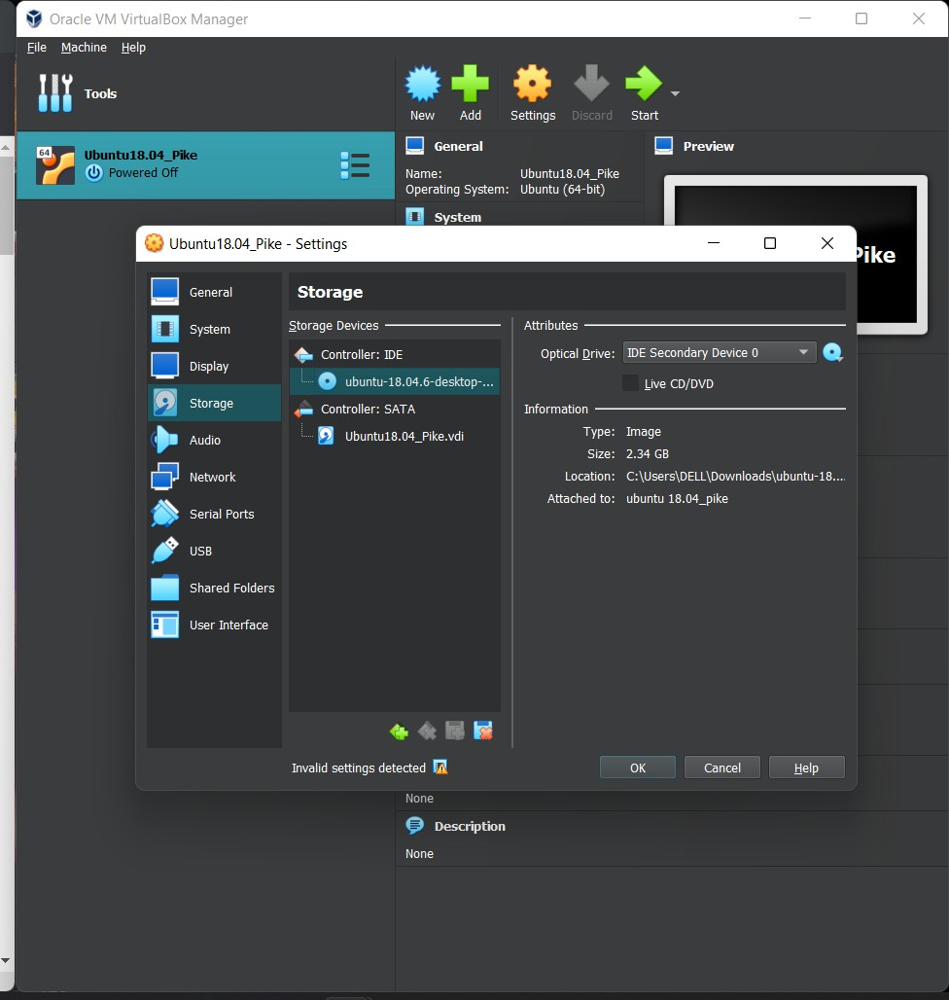 Oracle VM VirtualBox Manager
File Machine Help
Tools
New Add Settings Discard Start
64
Ubuntu18.04_Pike
Powered Off
General
Name: Ubuntu18.04_Pike
Operating System: Ubuntu (64-bit)
System
Preview
Pike
Ubuntu18.04_Pike - Settings
General
System
Display
Storage
Audio
Network
Serial Ports
USB
Shared Folders
User Interface
Storage
Storage Devices
Controller: IDE
ubuntu-18.04.6-desktop-...
Controller: SATA
Ubuntu18.04_Pike.vdi
Attributes
Optical Drive: IDE Secondary Device 0
Live CD/DVD
Information
Type: Image
Size: 2.34 GB
Location: C:\Users\DELL\Downloads\ubuntu-18....
Attached to: ubuntu 18.04_pike
Invalid settings detected
OK Cancel Help
None
Description
None